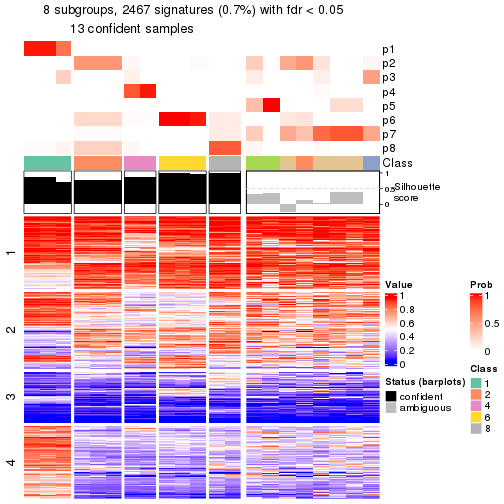 8 subgroups, 2467 signatures (0.7%) with fdr < 0.05
13 confident samples
p1
p2
p3
p4
p5
p6
p7
p8
Class
1
0.5
0
Silhouette
score
1
2
3
4
Value
1
0.8
0.6
0.4
0.2
0
Status (barplots)
confident
ambiguous
Prob
1
0.5
0
Class
1
2
4
6
8